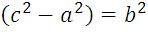 (c² − a²) = b²